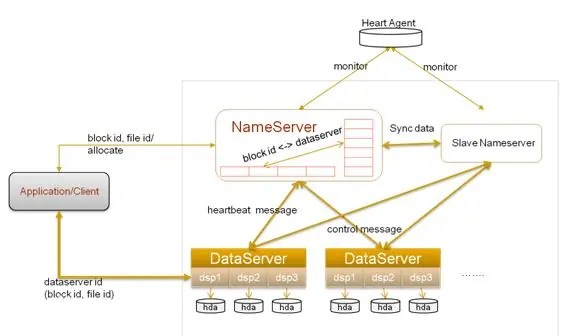 Heart Agent
monitor
monitor
block id, file id/
allocate
NameServer
block id <-> dataserver
Sync data
Slave Nameserver
Application/Client
heartbeat message
control message
DataServer
dsp1 dsp2 dsp3
hda hda hda
DataServer
dsp1 dsp2 dsp3
hda hda hda
.......
dataserver id
(block id, file id)